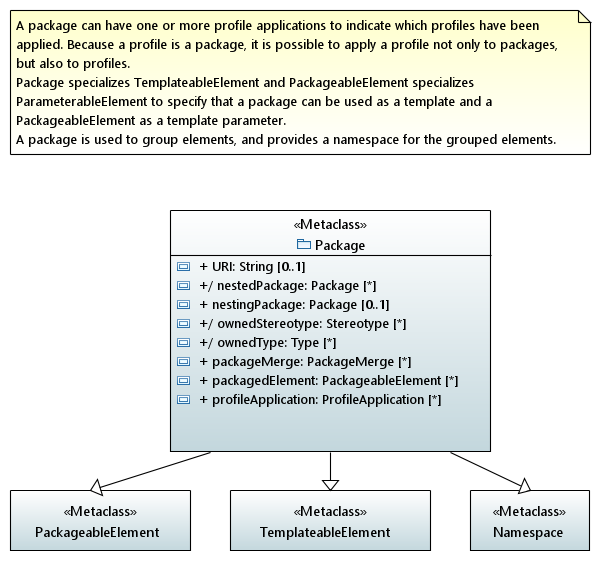 A package can have one or more profile applications to indicate which profiles have been
applied. Because a profile is a package, it is possible to apply a profile not only to packages,
but also to profiles.
Package specializes TemplateableElement and PackageableElement specializes
ParameterableElement to specify that a package can be used as a template and a
PackageableElement as a template parameter.
A package is used to group elements, and provides a namespace for the grouped elements.
«Metaclass»
Package
+ URI: String [0..1]
+/ nestedPackage: Package [*]
+ nestingPackage: Package [0..1]
+/ ownedStereotype: Stereotype [*]
+/ ownedType: Type [*]
+ packageMerge: PackageMerge [*]
+ packagedElement: PackageableElement [*]
+ profileApplication: ProfileApplication [*]
«Metaclass»
PackageableElement
«Metaclass»
TemplateableElement
«Metaclass»
Namespace